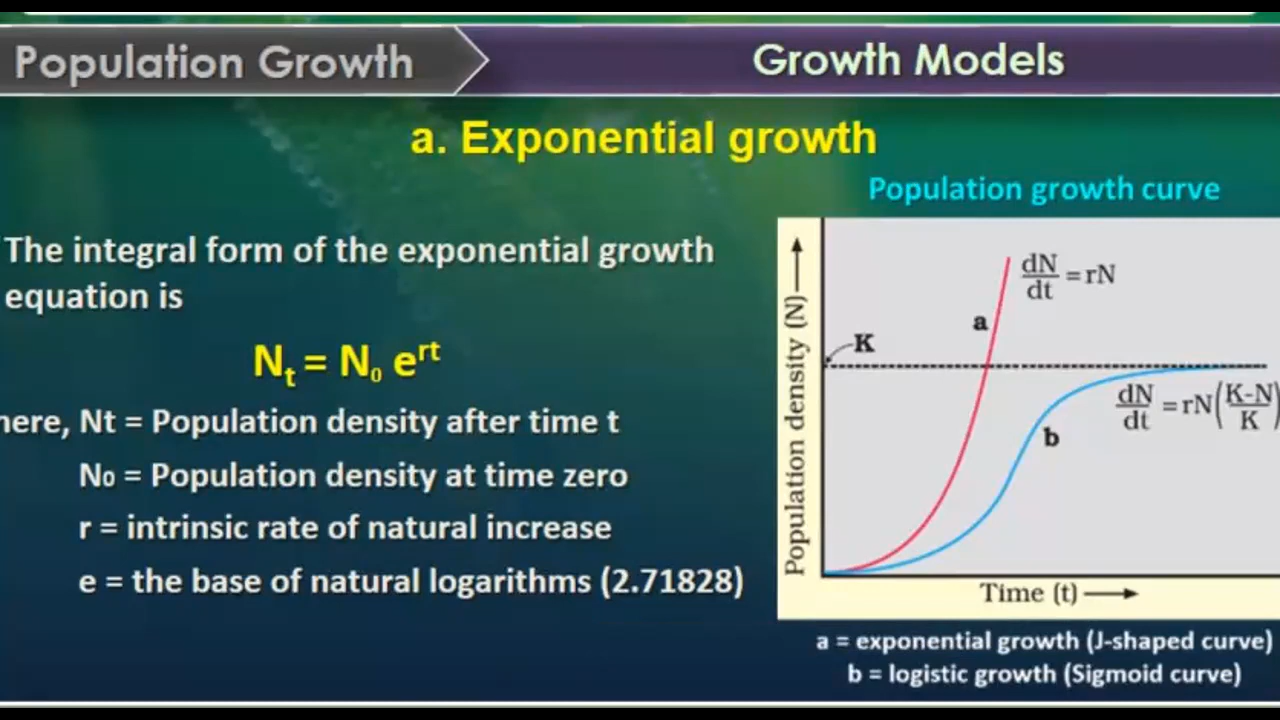 Population Growth
Growth Models
a. Exponential growth
Population growth curve
The integral form of the exponential growth
equation is
Nₜ = N₀ eʳᵗ
here, Nt = Population density after time t
N₀ = Population density at time zero
r = intrinsic rate of natural increase
e = the base of natural logarithms (2.71828)
Population density (N)
dN/dt = rN
a
K
dN/dt = rN(K-N/K)
b
Time (t)
a = exponential growth (J-shaped curve)
b = logistic growth (Sigmoid curve)